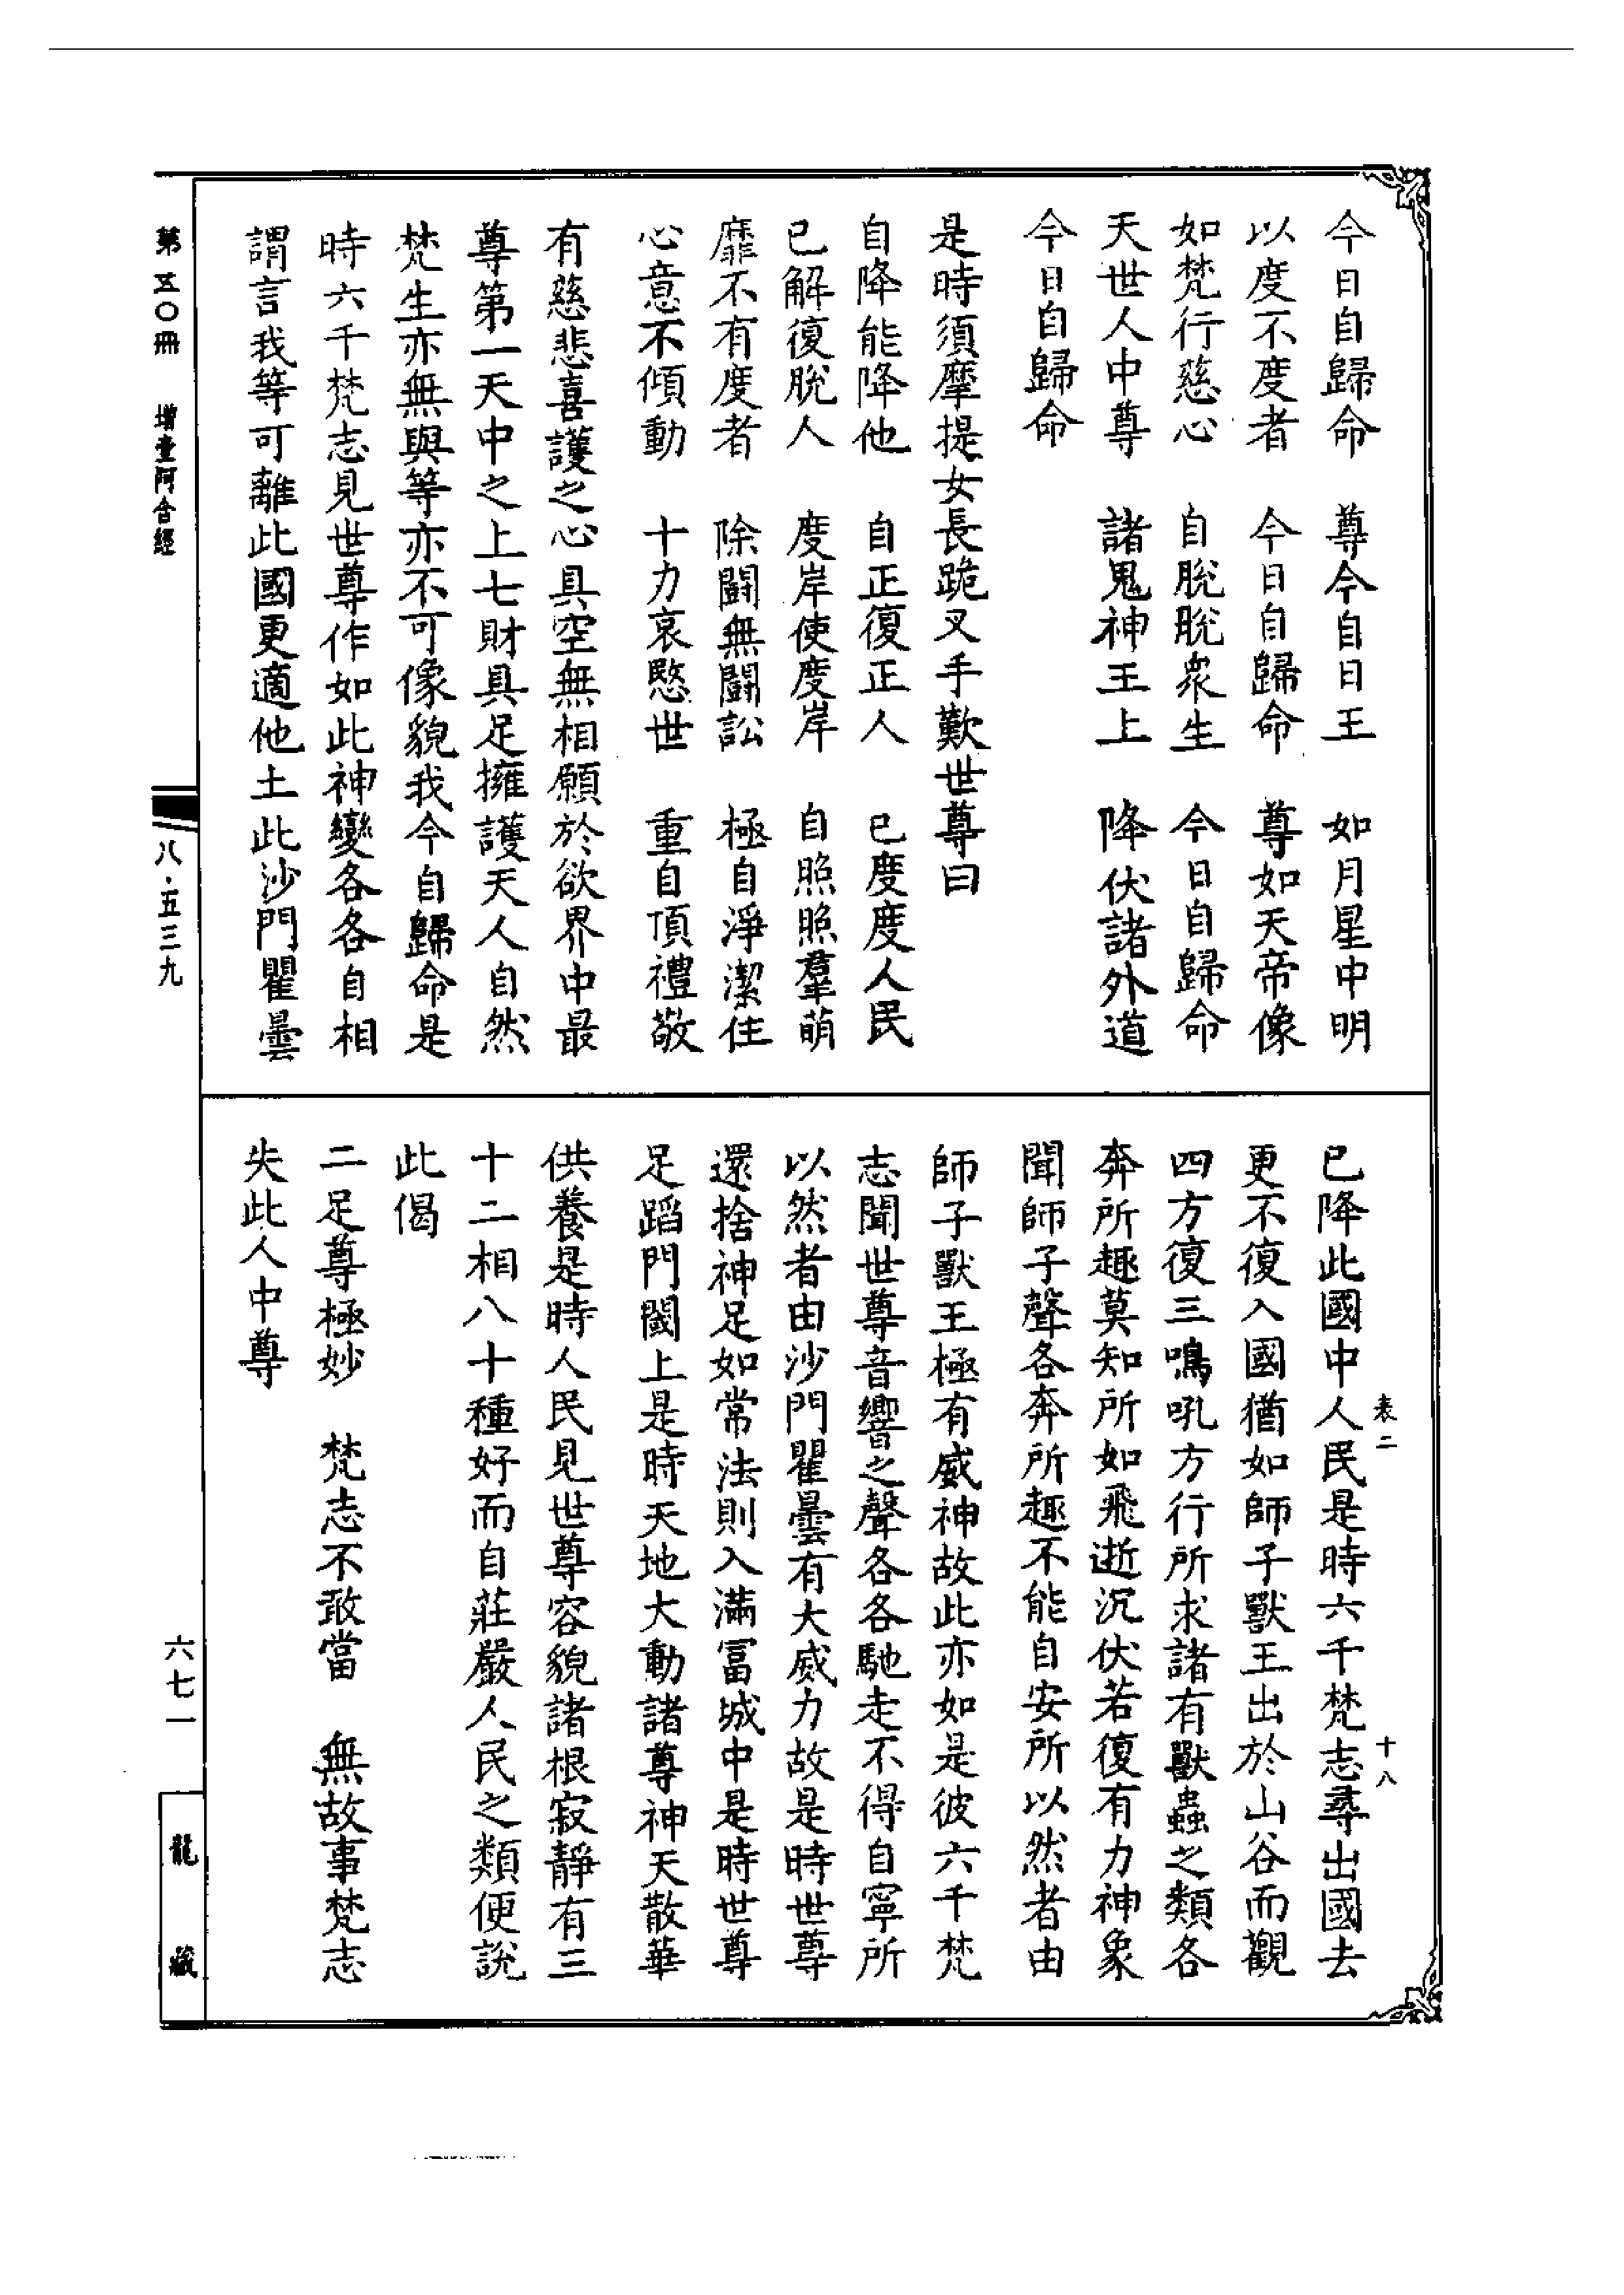 今日自歸命　尊今自日王　如月星中明
以度不度者　今日自歸命　尊如天帝像
如梵行慈心　自脫脫衆生　今日自歸命
天世人中尊　諸鬼神王上　降伏諸外道
今日自歸命
是時須摩提女長跪叉手歎世尊曰
自降能降他　自正復正人　已度度人民
已解復脫人　度岸使度岸　自照照羣萌
靡不有度者　除鬪無鬪訟　極自淨潔住
心意不傾動　十力哀愍世　重自頂禮敬
有慈悲喜護之心具空無相願於欲界中最
尊第一天中之上七財具足擁護天人自然
梵生亦無與等亦不可像貌我今自歸命是
時六千梵志見世尊作如此神變各各自相
謂言我等可離此國更適他土此沙門瞿曇
已降此國中人民是時六千梵志尋出國去
更不復入國猶如師子獸王出於山谷而觀
四方復三鳴吼方行所求諸有獸蟲之類各
奔所趣莫知所如飛逝沉伏若復有力神象
聞師子聲各奔所趣不能自安所以然者由
師子獸王極有威神故此亦如是彼六千梵
志聞世尊音響之聲各各馳走不得自寧所
以然者由沙門瞿曇有大威力故是時世尊
還捨神足如常法則入滿富城中是時世尊
足蹈門閫上是時天地大動諸尊神天散華
供養是時人民見世尊容貌諸根寂靜有三
十二相八十種好而自莊嚴人民之類便說
此偈
二足尊極妙　梵志不敢當　無故事梵志
失此人中尊
表二　十八
第五〇冊　增壹阿含經
八·五三九
六七一
龍藏